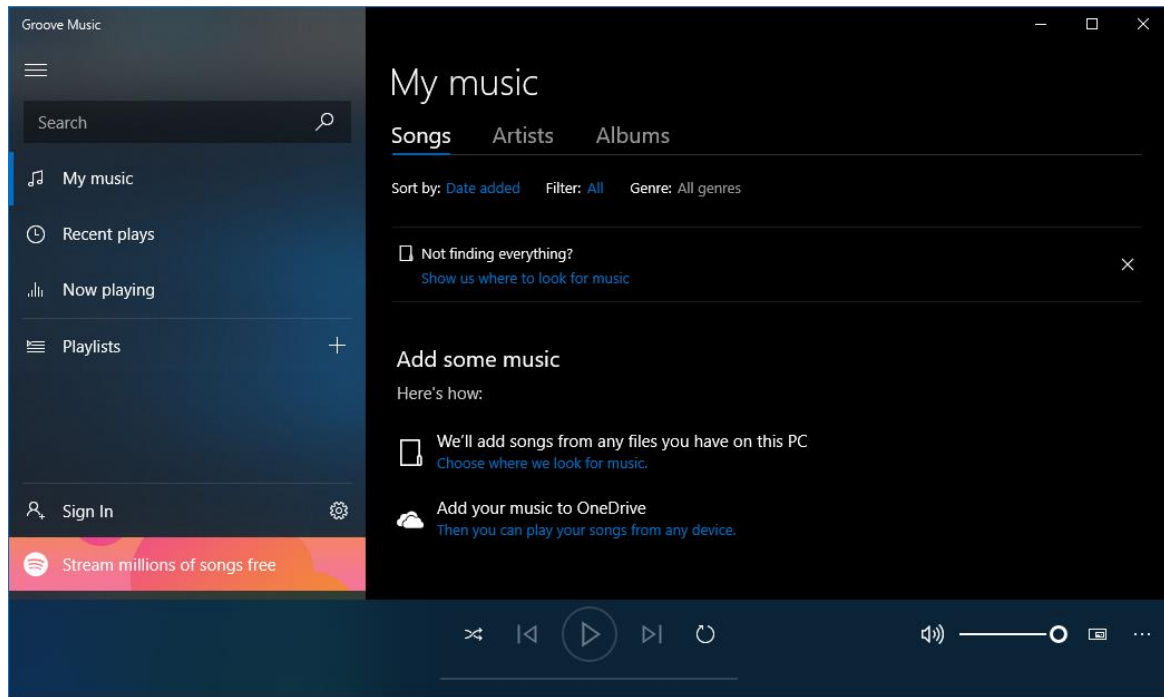 Groove Music
Search
My music
Recent plays
Now playing
Playlists
Sign In
Stream millions of songs free
My music
Songs Artists Albums
Sort by: Date added Filter: All Genre: All genres
Not finding everything?
Show us where to look for music
Add some music
Here's how:
We'll add songs from any files you have on this PC
Choose where we look for music.
Add your music to OneDrive
Then you can play your songs from any device.